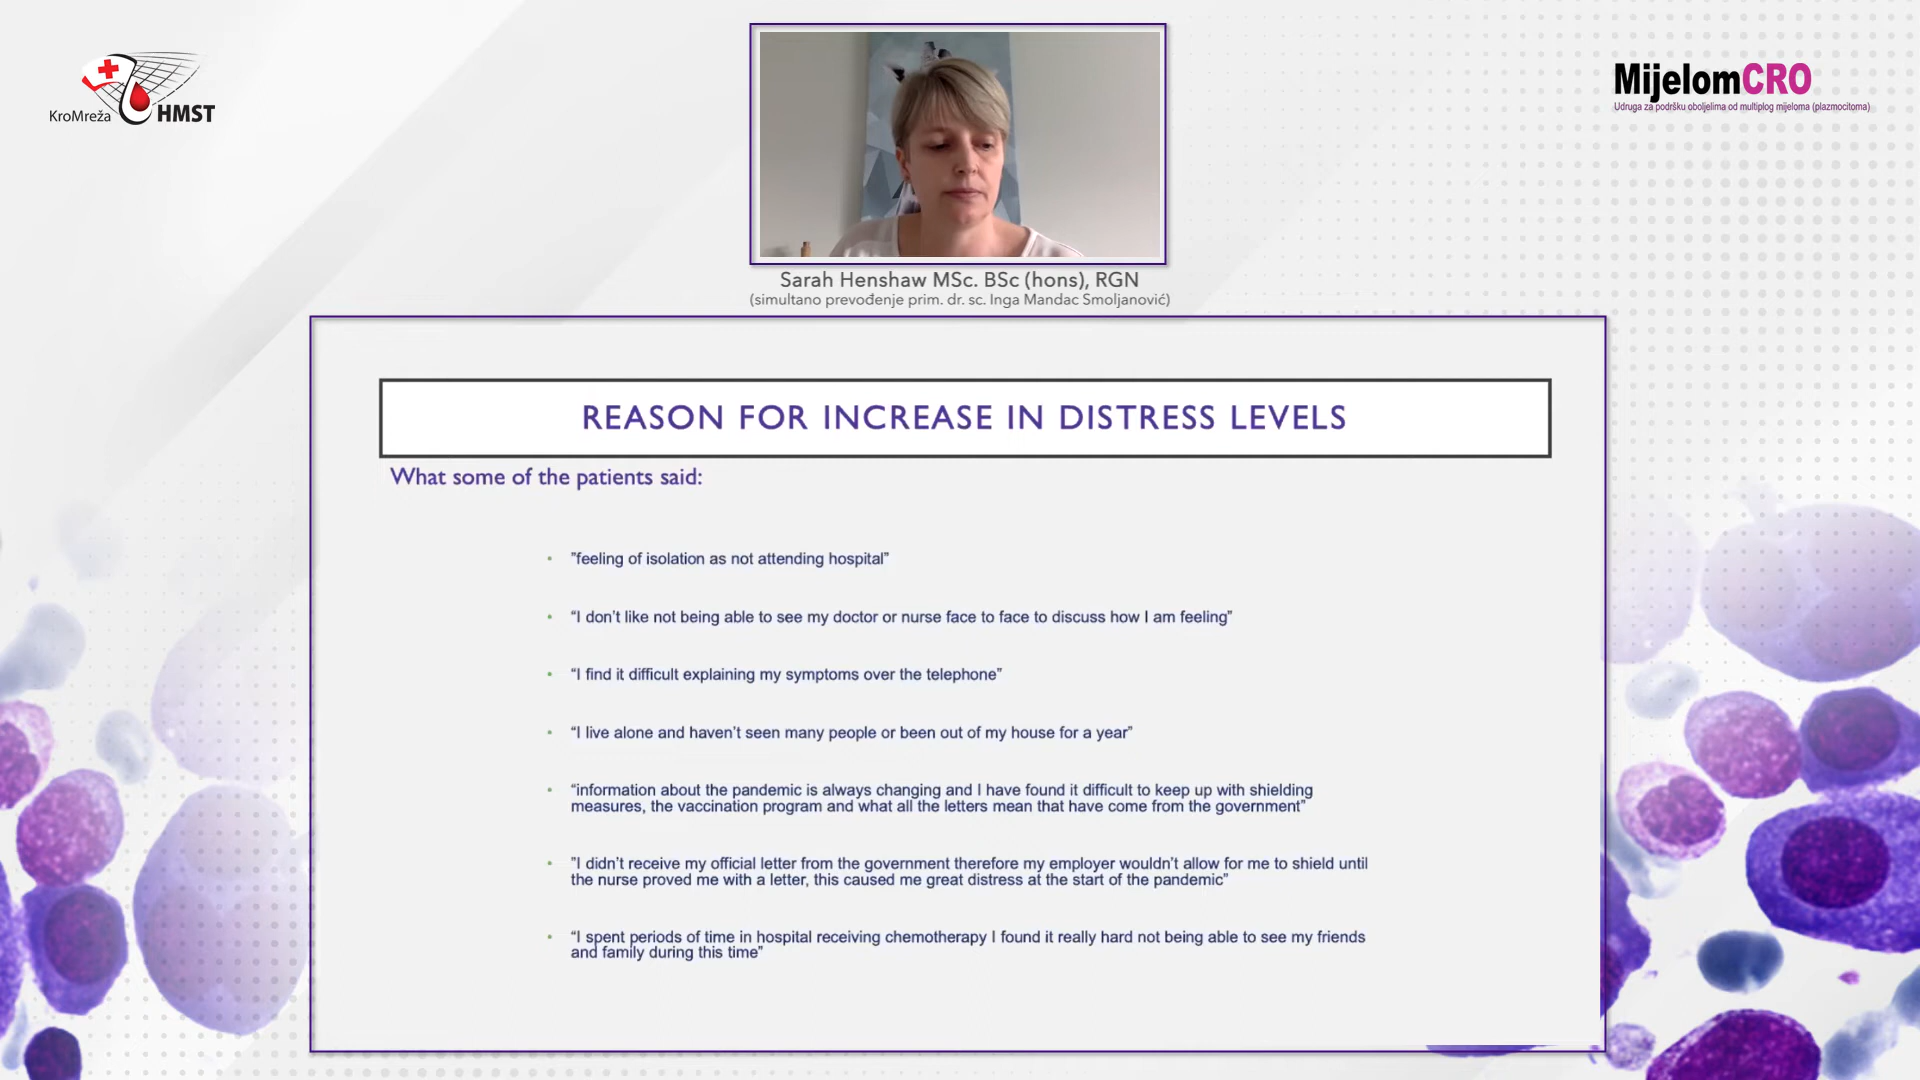 KroMreža HMST
MijelomCRO
Udruga za podršku oboljelima od multiplog mijeloma (plazmocitoma)
Sarah Henshaw MSc. BSc (hons), RGN
(simultano prevođenje prim. dr. sc. Inga Mandac Smoljanović)
REASON FOR INCREASE IN DISTRESS LEVELS
What some of the patients said:
• ”feeling of isolation as not attending hospital”
• “I don’t like not being able to see my doctor or nurse face to face to discuss how I am feeling”
• “I find it difficult explaining my symptoms over the telephone”
• “I live alone and haven’t seen many people or been out of my house for a year”
• “information about the pandemic is always changing and I have found it difficult to keep up with shielding
measures, the vaccination program and what all the letters mean that have come from the government”
• ”I didn’t receive my official letter from the government therefore my employer wouldn’t allow for me to shield until
the nurse proved me with a letter, this caused me great distress at the start of the pandemic”
• “I spent periods of time in hospital receiving chemotherapy I found it really hard not being able to see my friends
and family during this time”